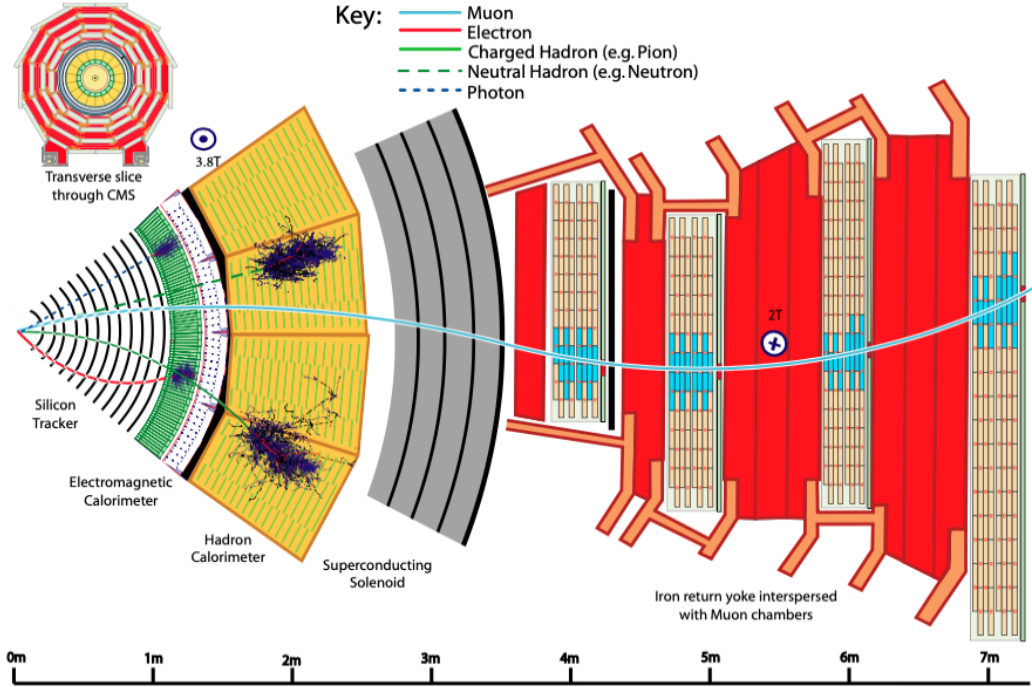 Key:
Muon
Electron
Charged Hadron (e.g. Pion)
Neutral Hadron (e.g. Neutron)
Photon
Transverse slice
through CMS
3.8T
2T
Silicon
Tracker
Electromagnetic
Calorimeter
Hadron
Calorimeter
Superconducting
Solenoid
Iron return yoke interspersed
with Muon chambers
0m 1m 2m 3m 4m 5m 6m 7m